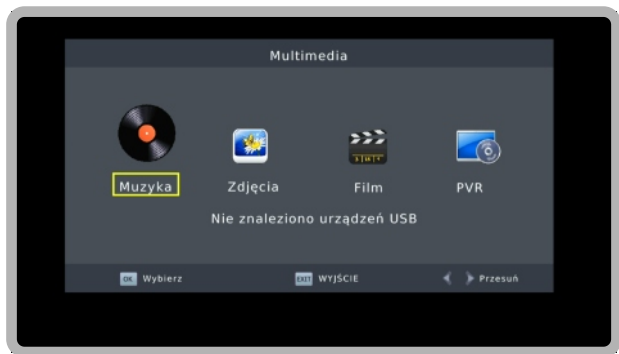 Multimedia
Muzyka Zdjęcia Film PVR
Nie znaleziono urządzeń USB
OK Wybierz EXIT WYJŚCIE Przesuń